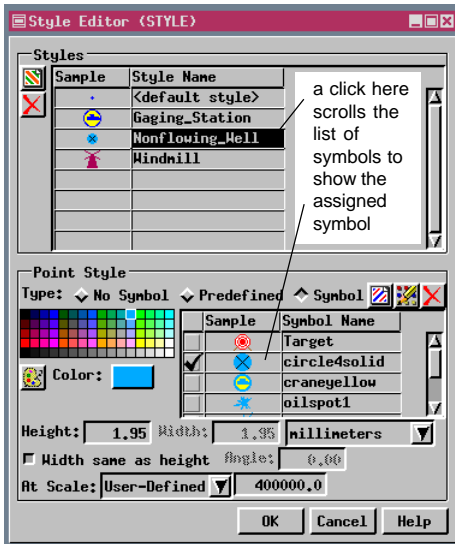 Style Editor (STYLE)
Styles
Sample Style Name
<default style>
Gaging_Station
Nonflowing_Well
Windmill
a click here
scrolls the
list of
symbols to
show the
assigned
symbol
Point Style
Type: No Symbol Predefined Symbol
Sample Symbol Name
Target
circle4solid
craneyellow
oilspot1
Color:
Height: 1.95 Width: 1.95 millimeters
Width same as height Angle: 0.00
At Scale: User-Defined 400000.0
OK Cancel Help